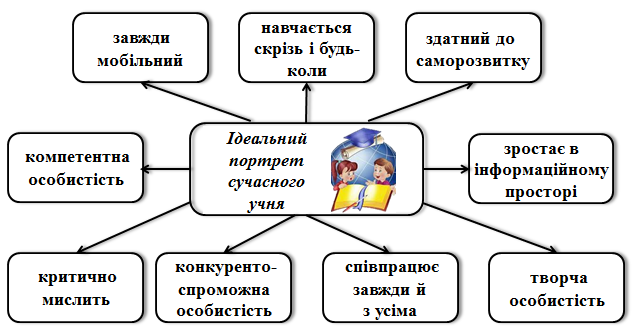 завжди
мобільний
навчається
скрізь і будь-
коли
здатний до
саморозвитку
компетентна
особистість
Ідеальний
портрет
сучасного
учня
зростає в
інформаційному
просторі
критично
мислить
конкуренто-
спроможна
особистість
співпрацює
завжди й
з усіма
творча
особистість